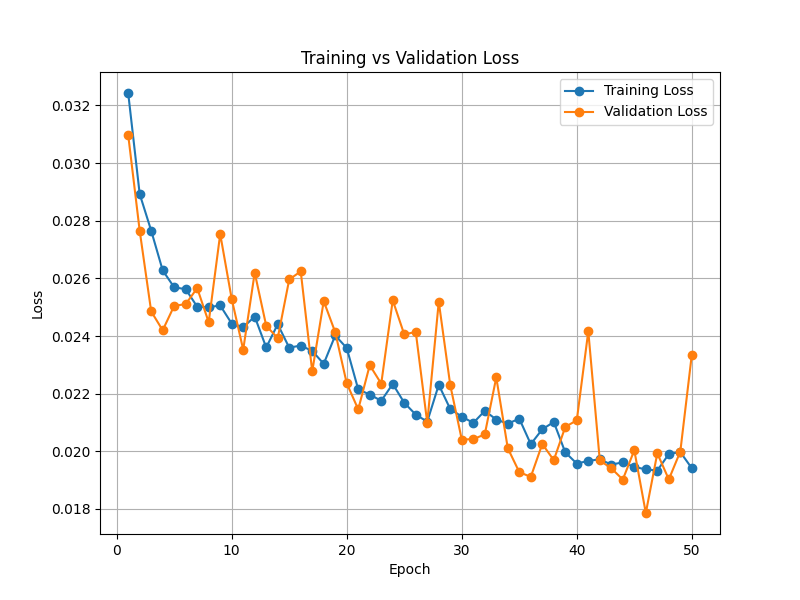 Training vs Validation Loss
Training Loss
Validation Loss
Loss
0.032
0.030
0.028
0.026
0.024
0.022
0.020
0.018
0
10
20
30
40
50
Epoch